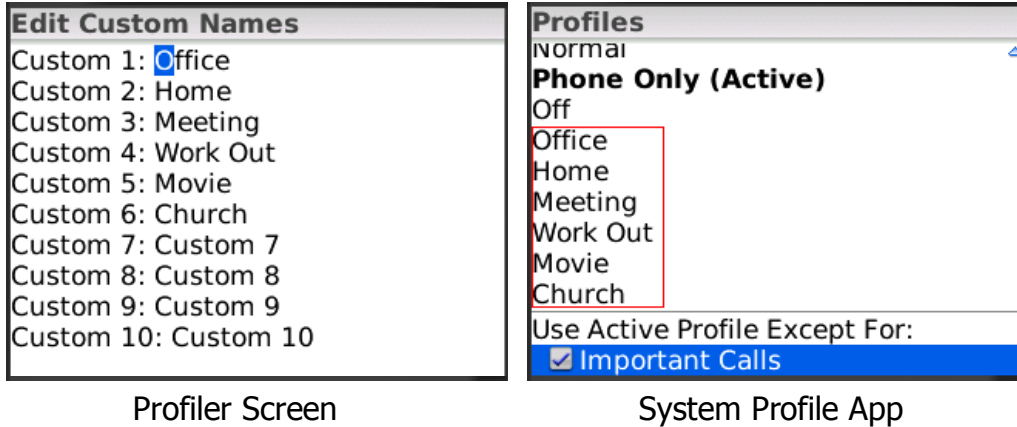 Edit Custom Names
Custom 1: Office
Custom 2: Home
Custom 3: Meeting
Custom 4: Work Out
Custom 5: Movie
Custom 6: Church
Custom 7: Custom 7
Custom 8: Custom 8
Custom 9: Custom 9
Custom 10: Custom 10
Profiler Screen
Profiles
Normal
Phone Only (Active)
Off
Office
Home
Meeting
Work Out
Movie
Church
Use Active Profile Except For:
Important Calls
System Profile App